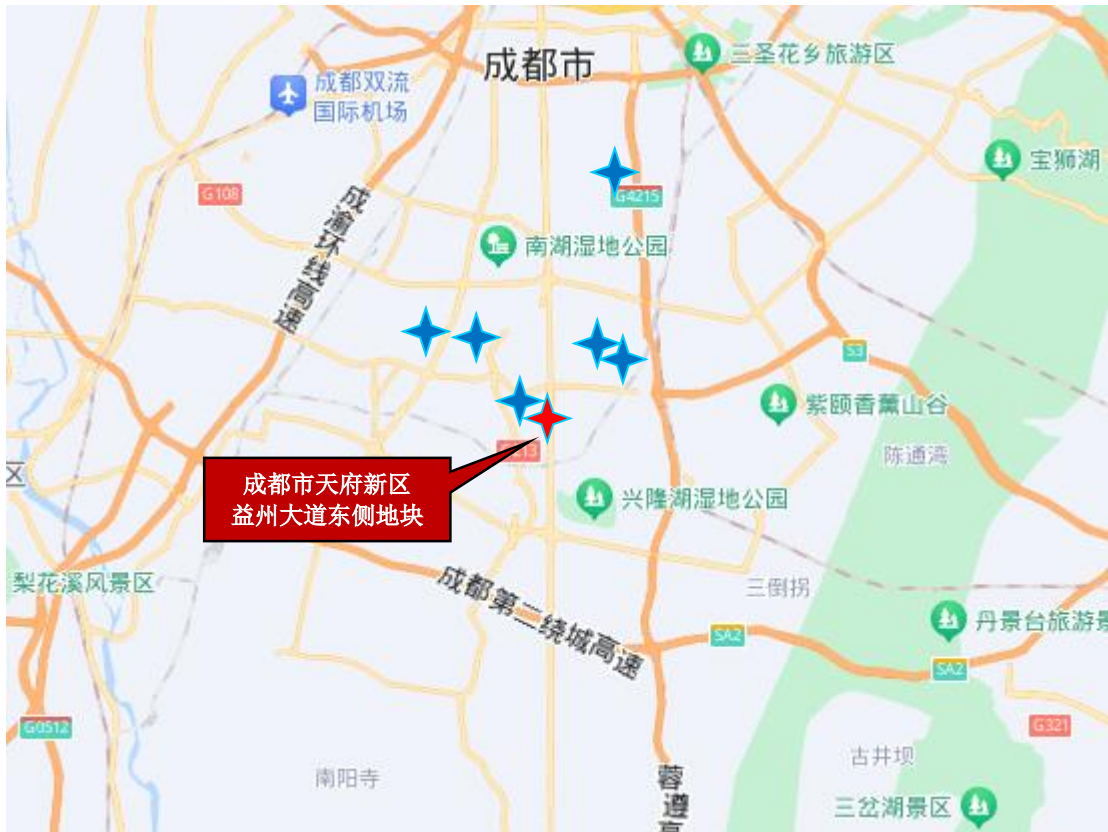 成都市
三圣花乡旅游区
成都双流
国际机场
宝狮湖
G108
G4215
成渝环线高速
南湖湿地公园
S3
紫颐香薰山谷
陈通湾
G213
区
成都市天府新区
益州大道东侧地块
兴隆湖湿地公园
梨花溪风景区
成都第二绕城高速
三倒拐
丹景台旅游景
SA2
SA2
G0512
G321
古井坝
南阳寺
蓉遵高
三岔湖景区